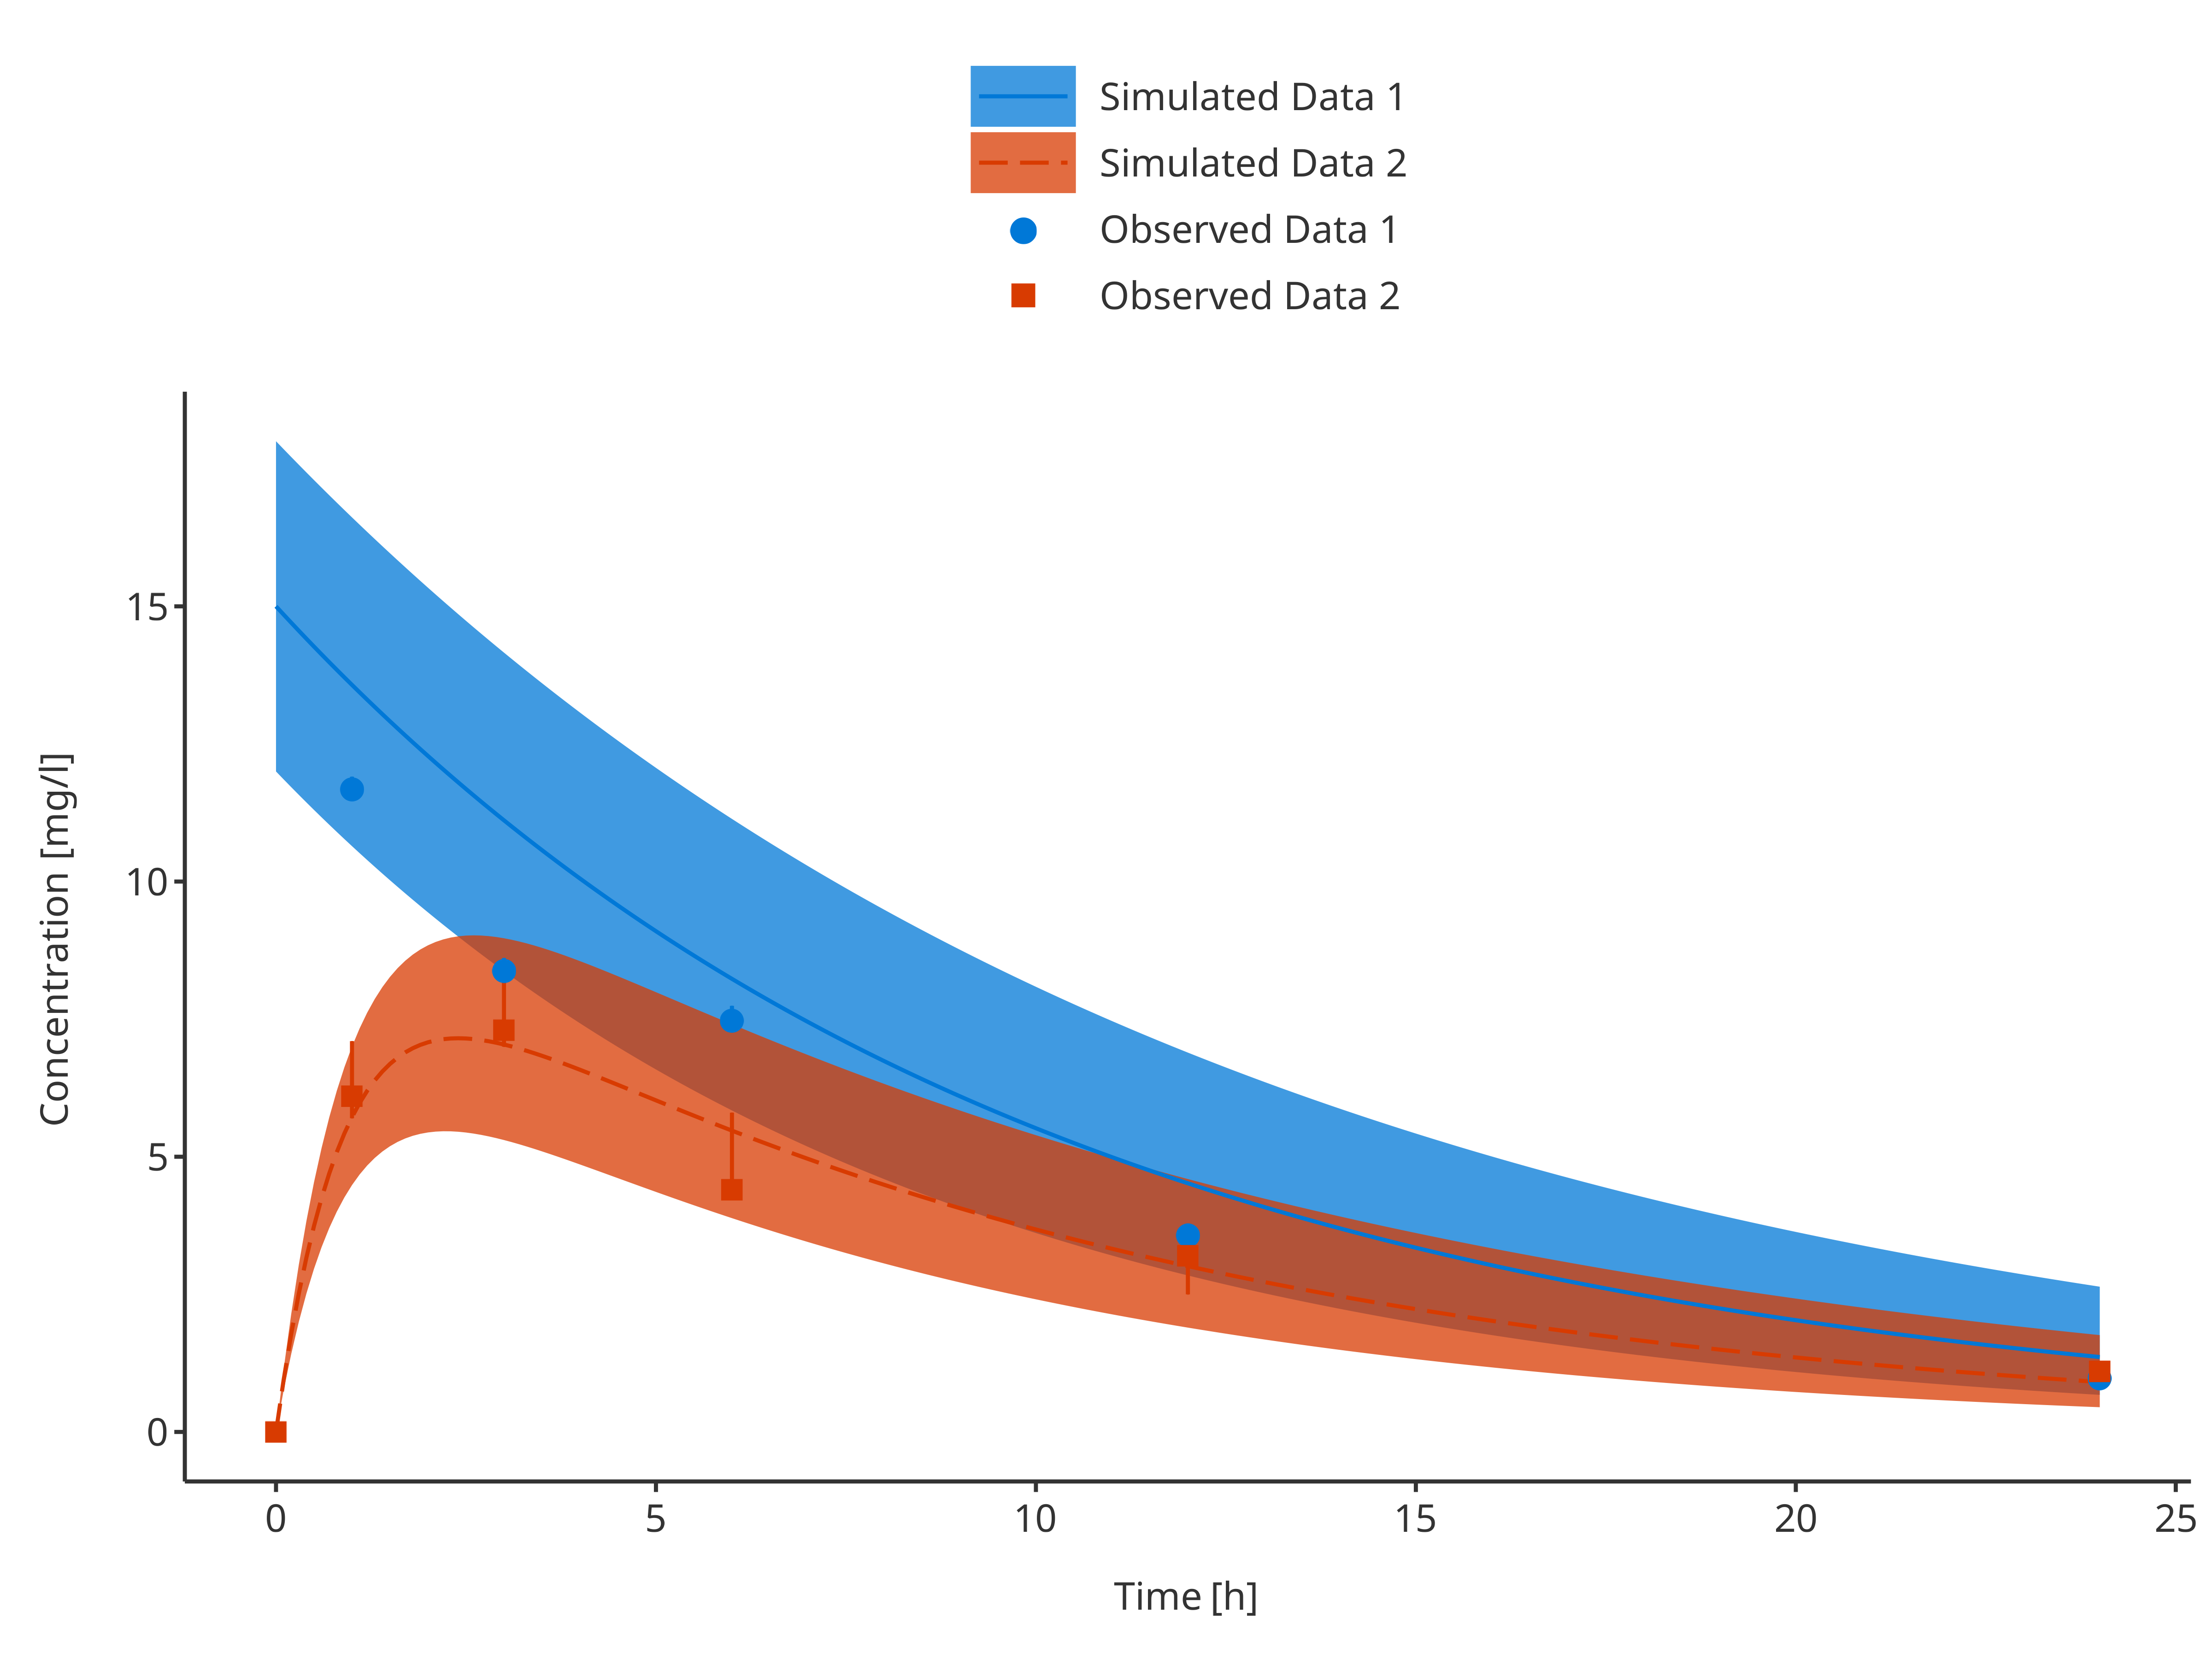 Simulated Data 1
Simulated Data 2
Observed Data 1
Observed Data 2
Concentration [mg/l]
15
10
5
0
0 5 10 15 20 25
Time [h]